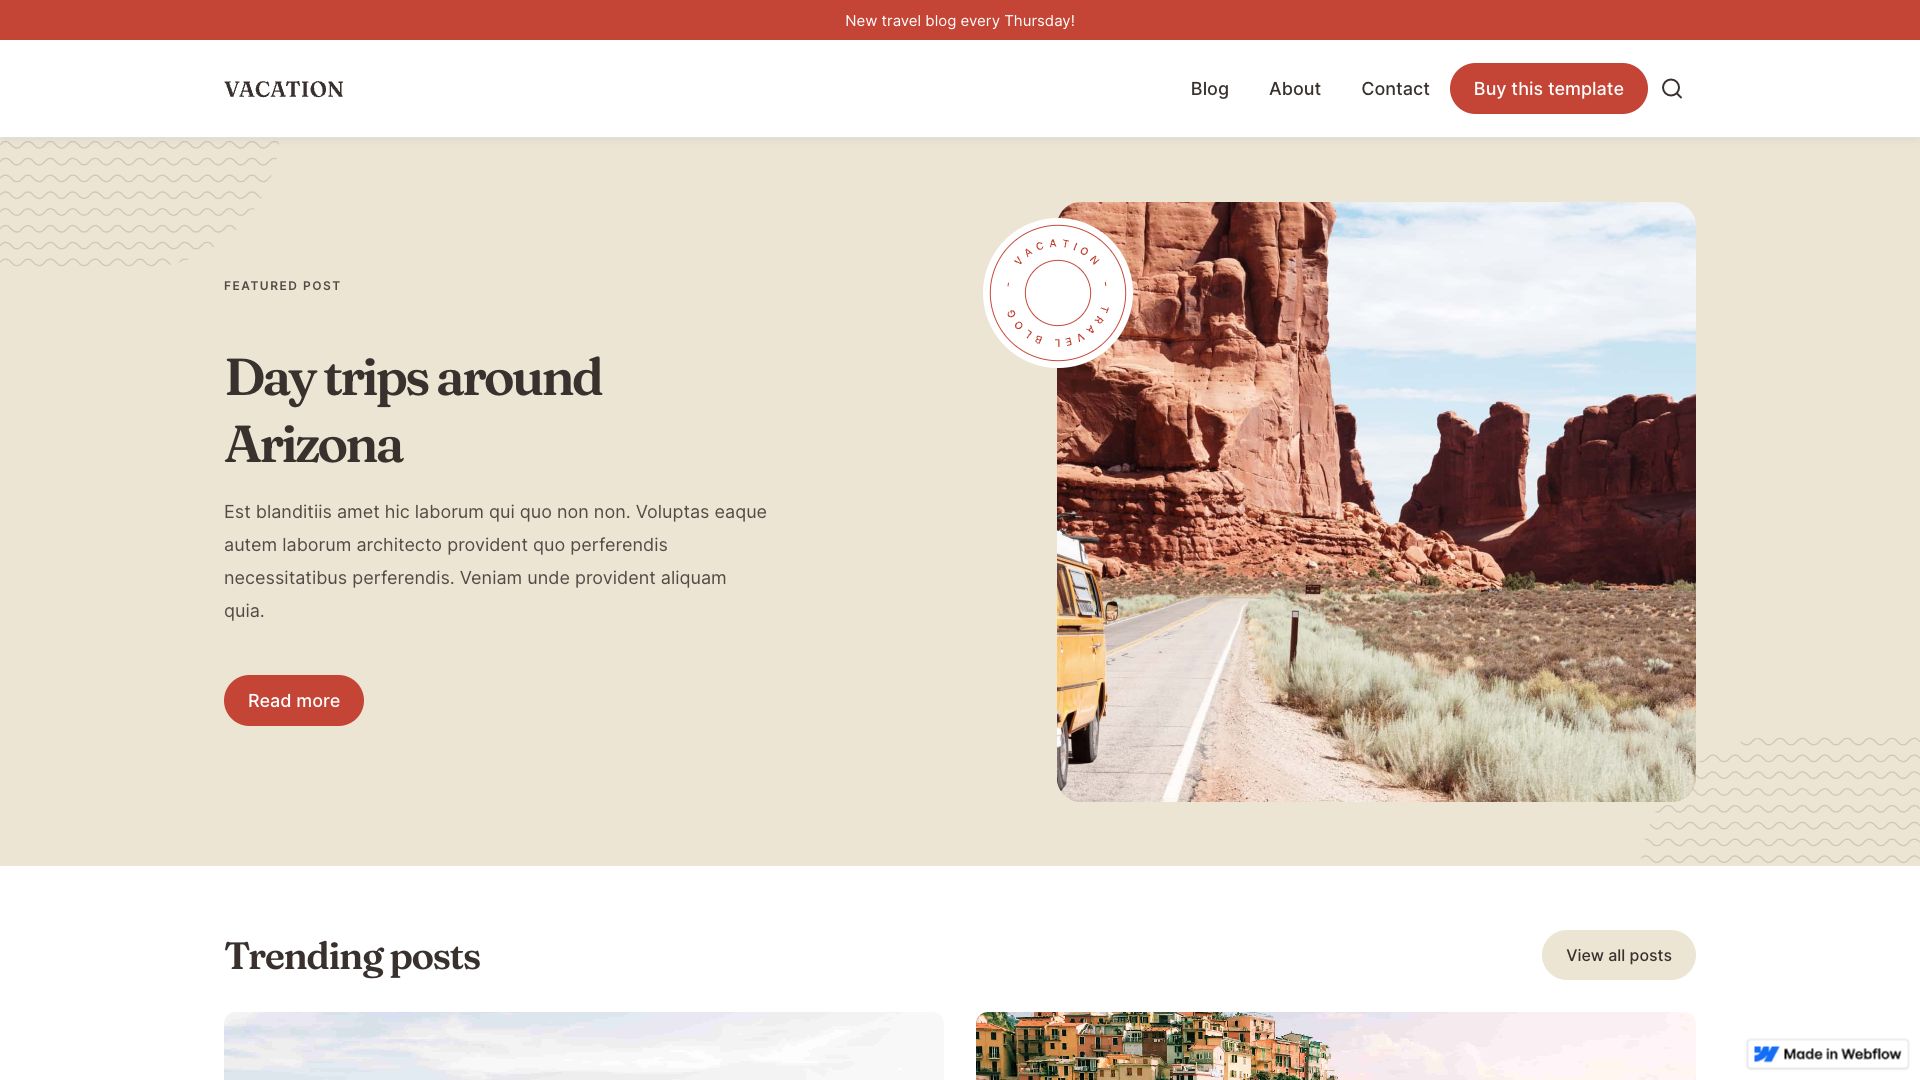 New travel blog every Thursday!
VACATION
Blog
About
Contact
Buy this template
FEATURED POST
Day trips around
Arizona
Est blanditiis amet hic laborum qui quo non non. Voluptas eaque
autem laborum architecto provident quo perferendis
necessitatibus perferendis. Veniam unde provident aliquam
quia.
Read more
- VACATION - TRAVEL BLOG
Trending posts
View all posts
Made in Webflow